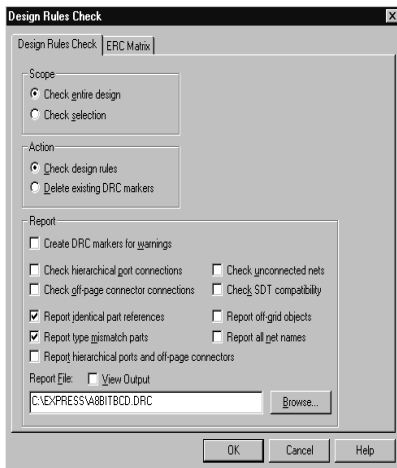 Design Rules Check
Design Rules Check ERC Matrix
Scope
Check entire design
Check selection
Action
Check design rules
Delete existing DRC markers
Report
Create DRC markers for warnings
Check hierarchical port connections Check unconnected nets
Check off-page connector connections Check SDT compatibility
Report identical part references Report off-grid objects
Report type mismatch parts Report all net names
Report hierarchical ports and off-page connectors
Report File: View Output
C:\EXPRESS\A8BITBCD.DRC Browse...
OK Cancel Help